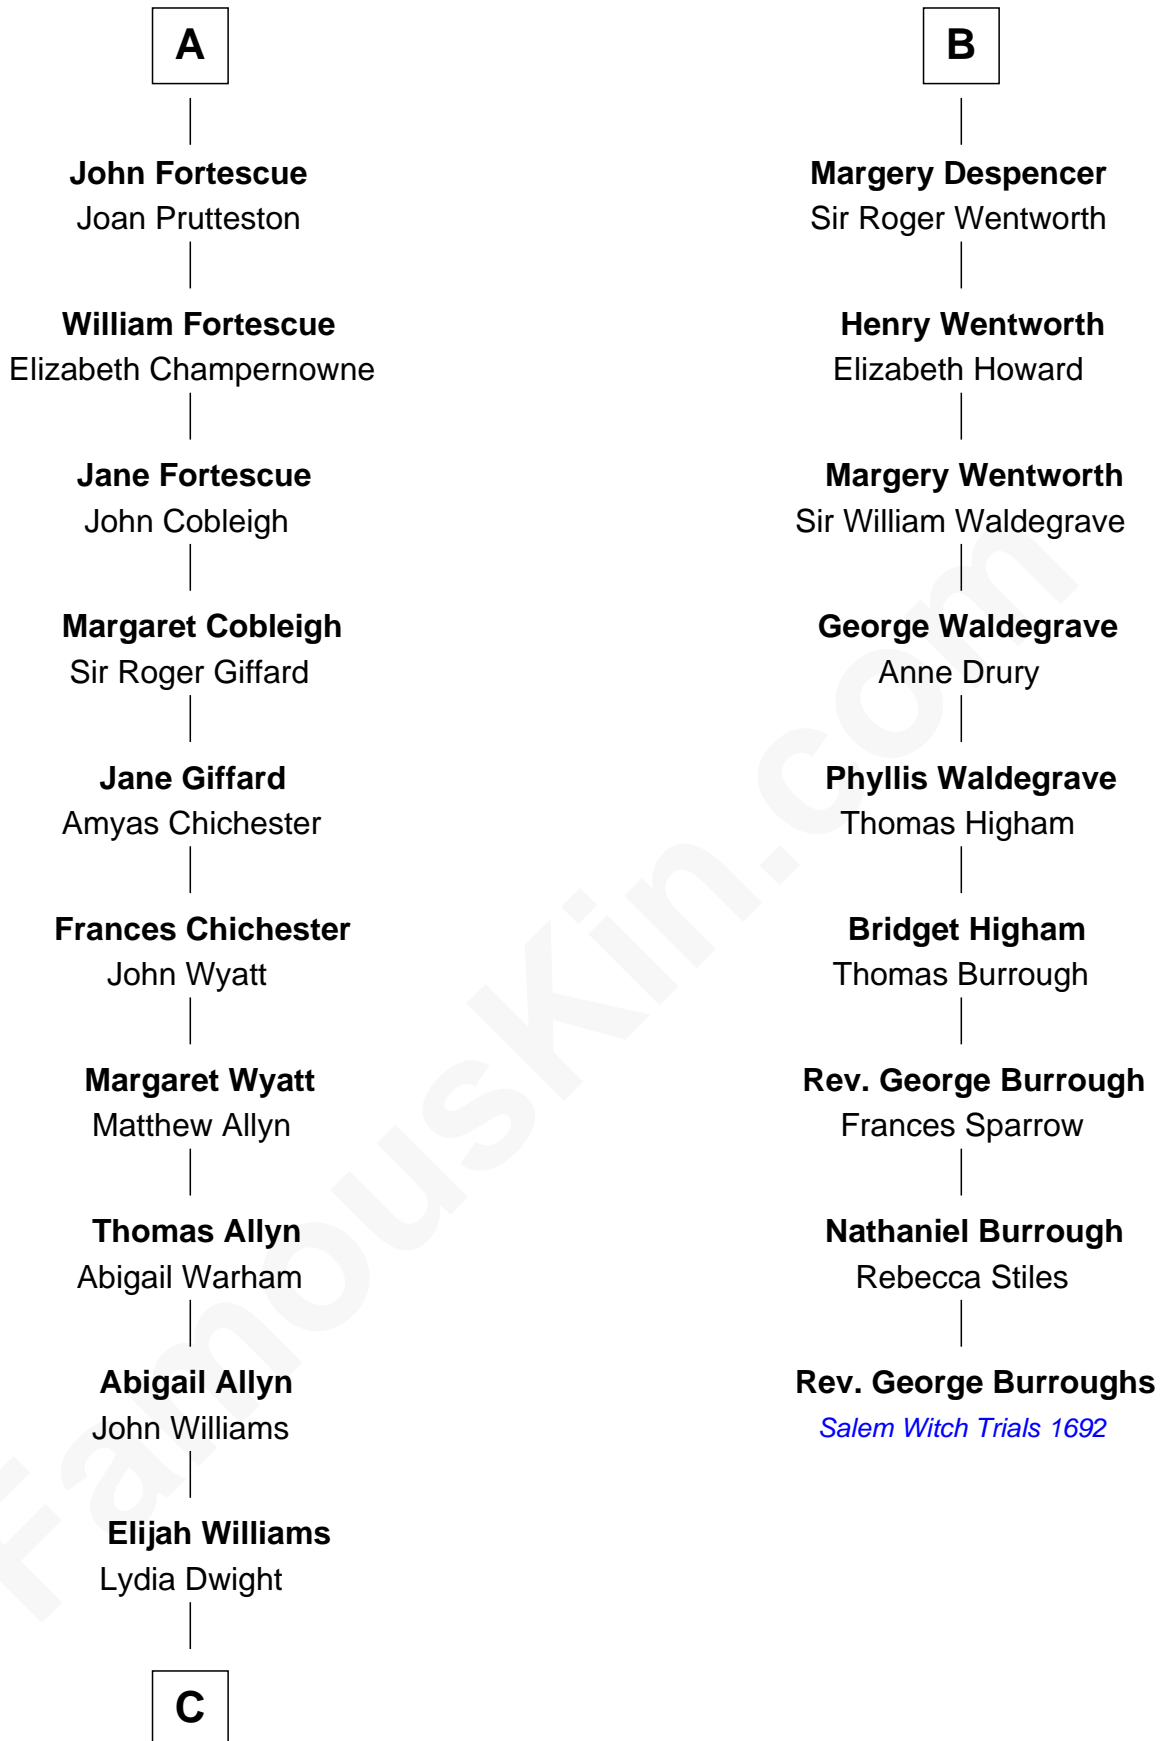 A
John Fortescue
Joan Prutteston
William Fortescue
Elizabeth Champernowne
Jane Fortescue
John Cobleigh
Margaret Cobleigh
Sir Roger Giffard
Jane Giffard
Amyas Chichester
Frances Chichester
John Wyatt
Margaret Wyatt
Matthew Allyn
Thomas Allyn
Abigail Warham
Abigail Allyn
John Williams
Elijah Williams
Lydia Dwight
C
B
Margery Despencer
Sir Roger Wentworth
Henry Wentworth
Elizabeth Howard
Margery Wentworth
Sir William Waldegrave
George Waldegrave
Anne Drury
Phyllis Waldegrave
Thomas Higham
Bridget Higham
Thomas Burrough
Rev. George Burrough
Frances Sparrow
Nathaniel Burrough
Rebecca Stiles
Rev. George Burroughs
Salem Witch Trials 1692
FamousKin.com